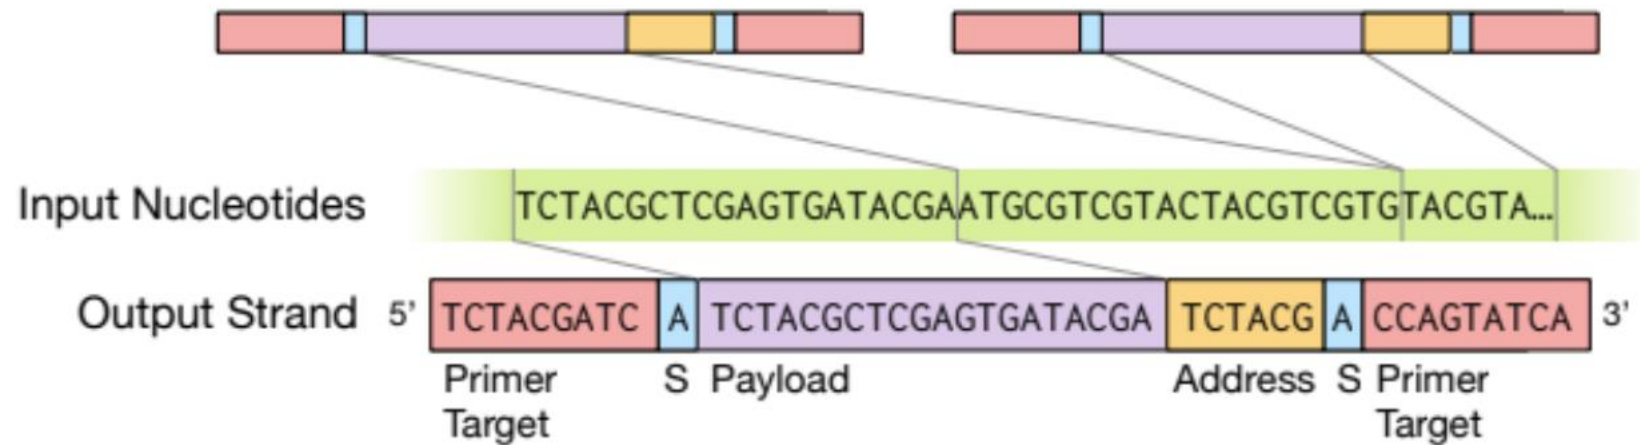 Input Nucleotides TCTACGCTCGAGTGATACGAATGCGTCGTACTACGTCGTGTACGTA...
Output Strand 5’ TCTACGATC A TCTACGCTCGAGTGATACGA TCTACG A CCAGTATCA 3’
Primer Target S Payload Address S Primer Target